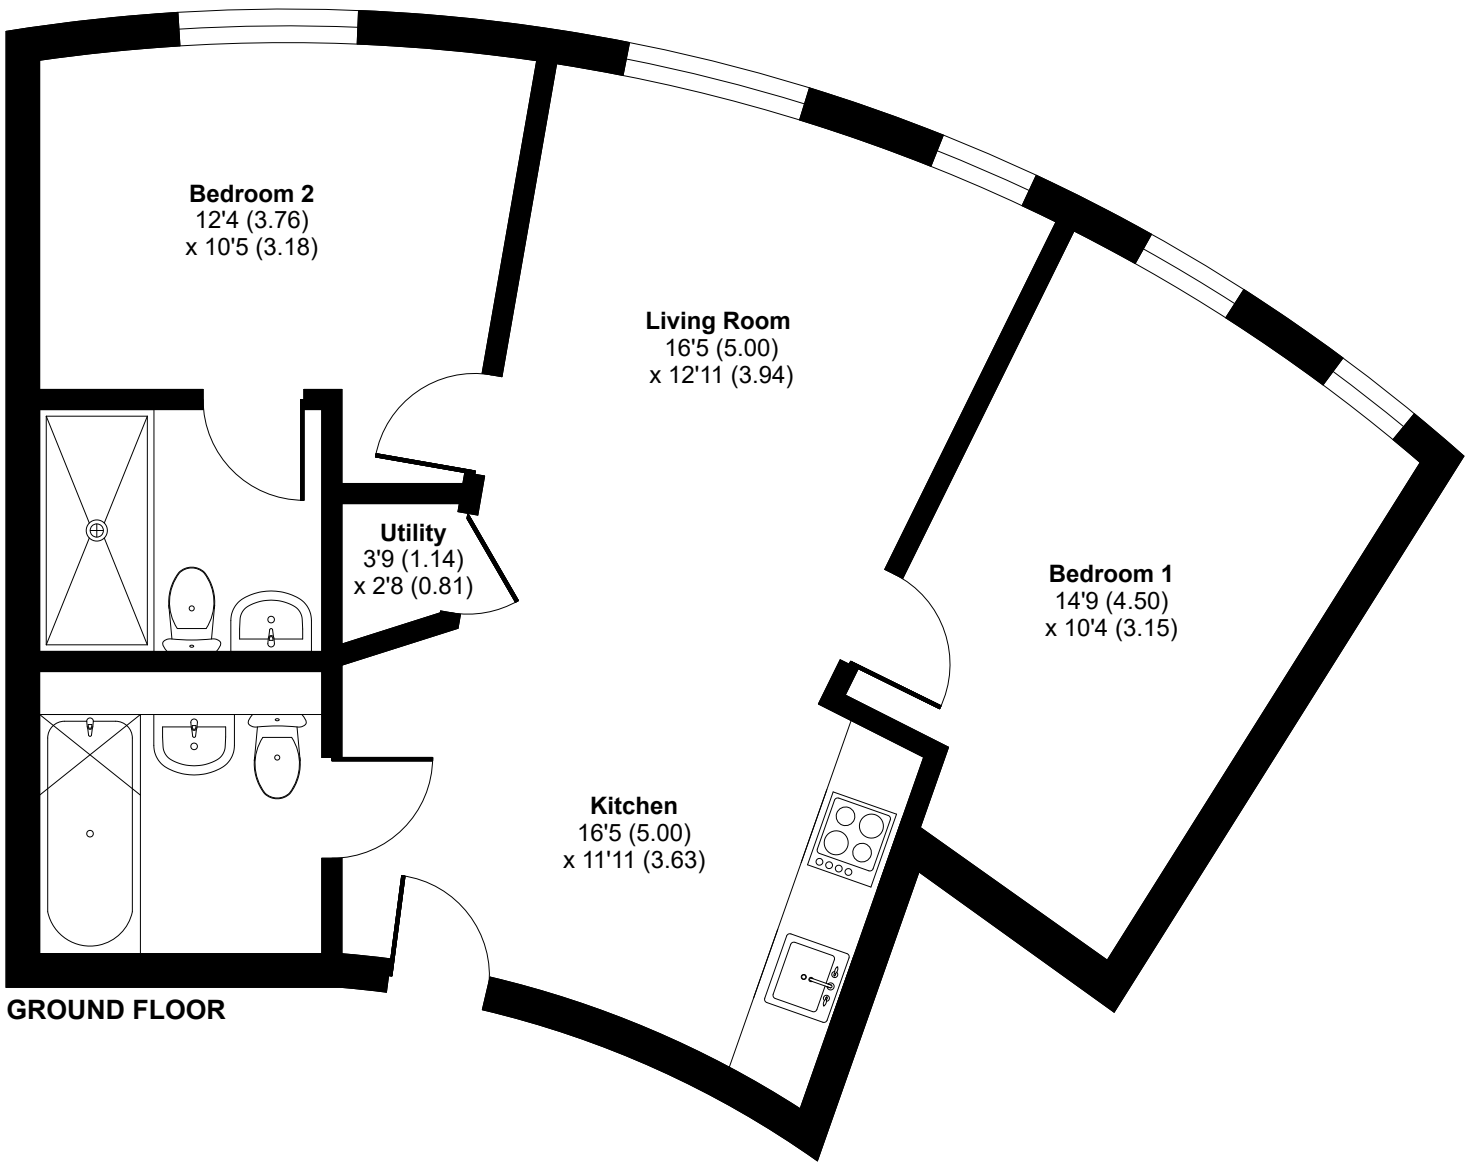 Bedroom 2
12'4 (3.76)
x 10'5 (3.18)
Living Room
16'5 (5.00)
x 12'11 (3.94)
Utility
3'9 (1.14)
x 2'8 (0.81)
Bedroom 1
14'9 (4.50)
x 10'4 (3.15)
Kitchen
16'5 (5.00)
x 11'11 (3.63)
GROUND FLOOR